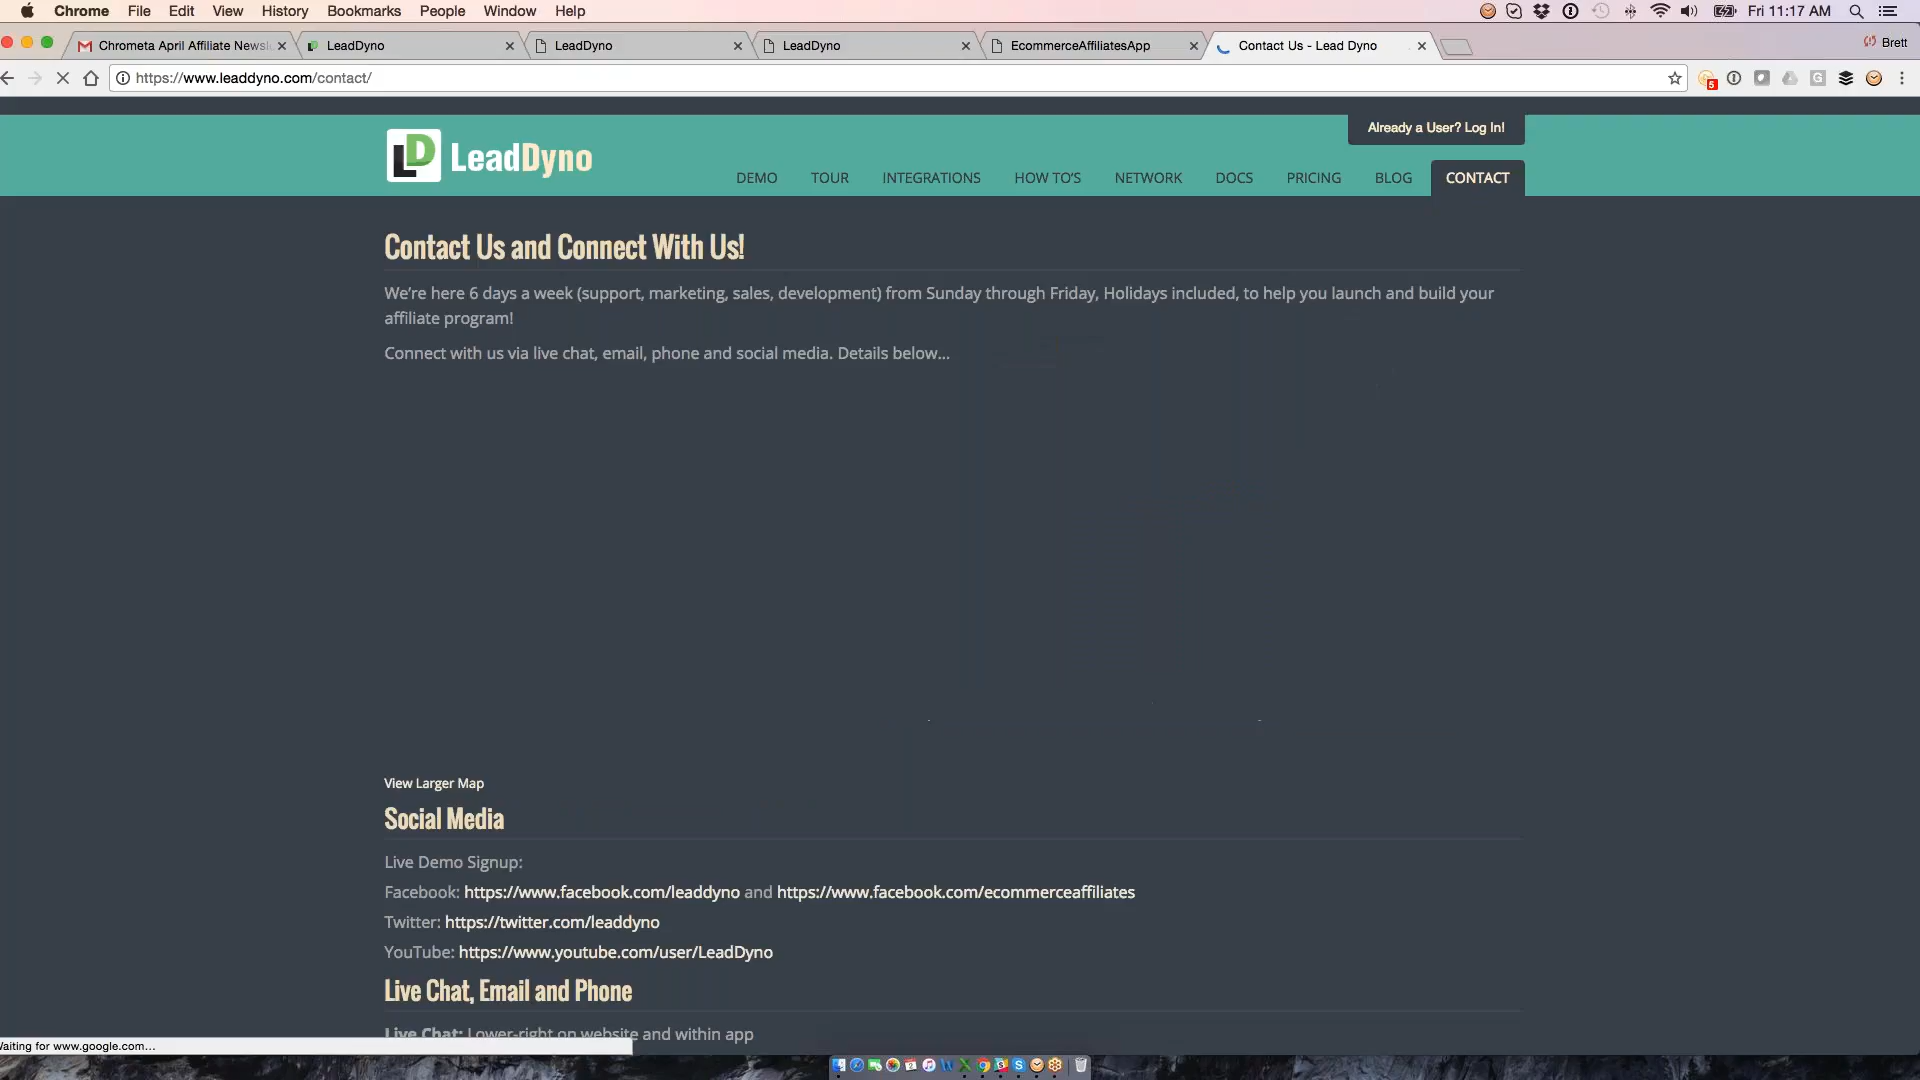 Chrome File Edit View History Bookmarks People Window Help Fri 11:17 AM
Chrometa April Affiliate Newsl LeadDyno LeadDyno LeadDyno EcommerceAffiliatesApp Contact Us - Lead Dyno Brett
https://www.leaddyno.com/contact/ 5
Already a User? Log In!
LD LeadDyno
DEMO TOUR INTEGRATIONS HOW TO'S NETWORK DOCS PRICING BLOG CONTACT
Contact Us and Connect With Us!
We're here 6 days a week (support, marketing, sales, development) from Sunday through Friday, Holidays included, to help you launch and build your
affiliate program!
Connect with us via live chat, email, phone and social media. Details below...
View Larger Map
Social Media
Live Demo Signup:
Facebook: https://www.facebook.com/leaddyno and https://www.facebook.com/ecommerceaffiliates
Twitter: https://twitter.com/leaddyno
YouTube: https://www.youtube.com/user/LeadDyno
Live Chat, Email and Phone
Live Chat: Lower-right on website and within app
Waiting for www.google.com...